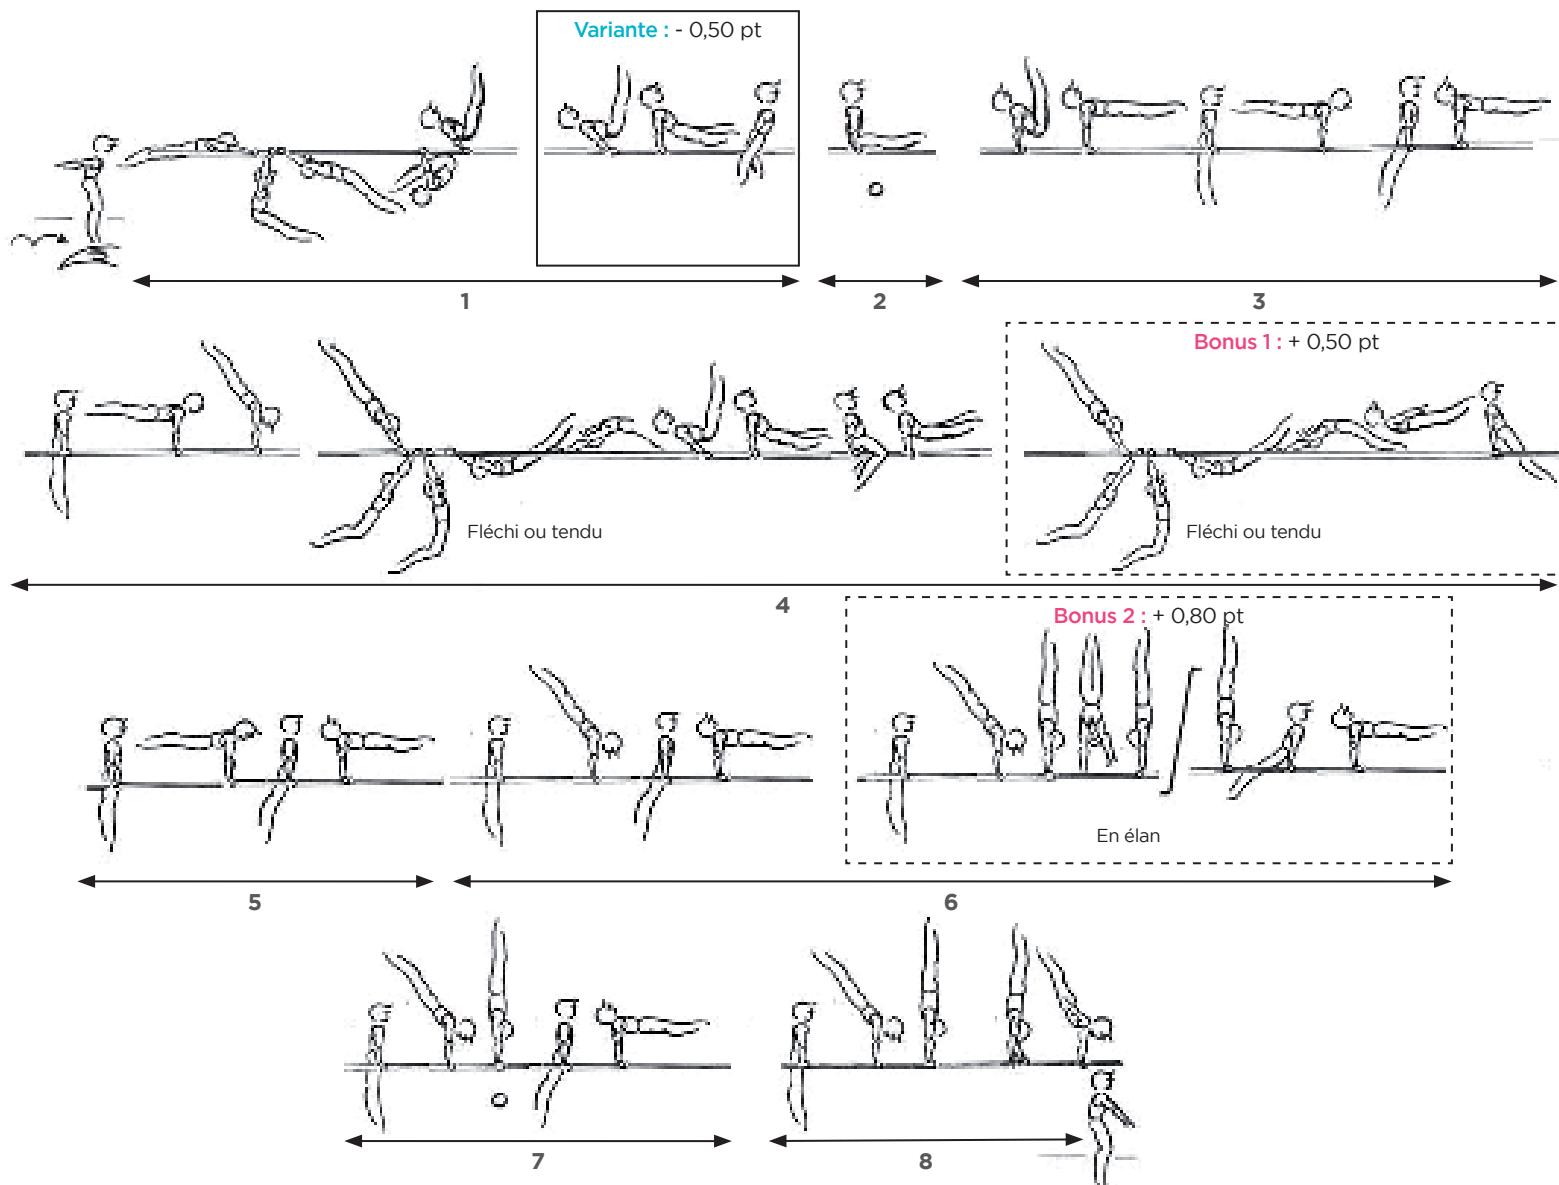 Variante : - 0,50 pt
1
2
3
Bonus 1 : + 0,50 pt
Fléchi ou tendu
Fléchi ou tendu
4
Bonus 2 : + 0,80 pt
En élan
5
6
7
8